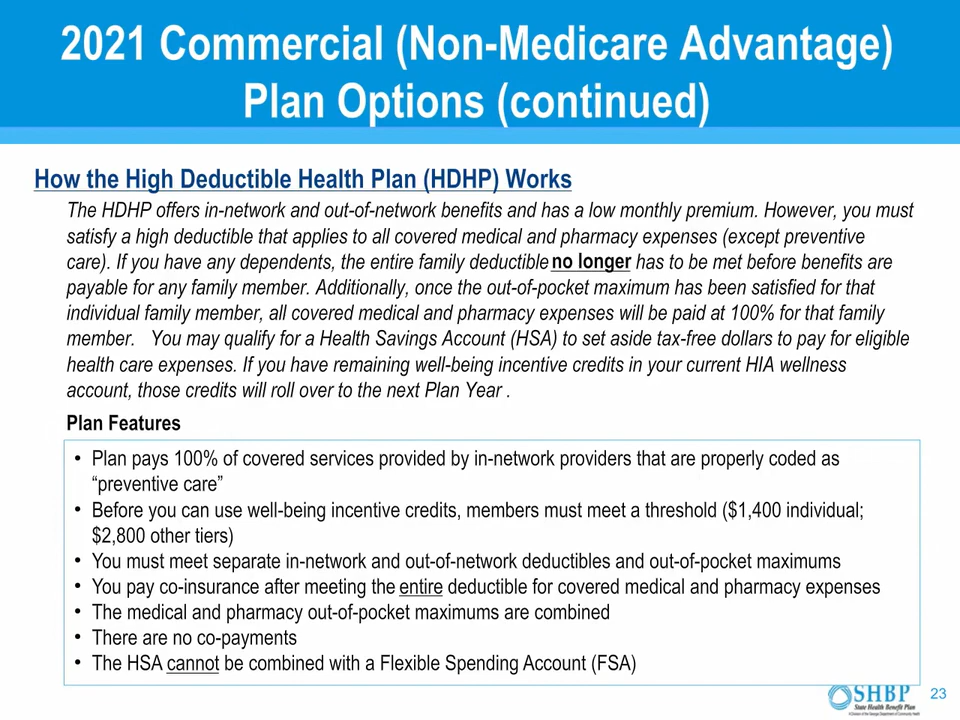 2021 Commercial (Non-Medicare Advantage)
Plan Options (continued)
How the High Deductible Health Plan (HDHP) Works
The HDHP offers in-network and out-of-network benefits and has a low monthly premium. However, you must
satisfy a high deductible that applies to all covered medical and pharmacy expenses (except preventive
care). If you have any dependents, the entire family deductible no longer has to be met before benefits are
payable for any family member. Additionally, once the out-of-pocket maximum has been satisfied for that
individual family member, all covered medical and pharmacy expenses will be paid at 100% for that family
member. You may qualify for a Health Savings Account (HSA) to set aside tax-free dollars to pay for eligible
health care expenses. If you have remaining well-being incentive credits in your current HIA wellness
account, those credits will roll over to the next Plan Year .
Plan Features
• Plan pays 100% of covered services provided by in-network providers that are properly coded as
“preventive care”
• Before you can use well-being incentive credits, members must meet a threshold ($1,400 individual;
$2,800 other tiers)
• You must meet separate in-network and out-of-network deductibles and out-of-pocket maximums
• You pay co-insurance after meeting the entire deductible for covered medical and pharmacy expenses
• The medical and pharmacy out-of-pocket maximums are combined
• There are no co-payments
• The HSA cannot be combined with a Flexible Spending Account (FSA)
SHBP
State Health Benefit Plan
A Division of the Georgia Department of Community Health
23